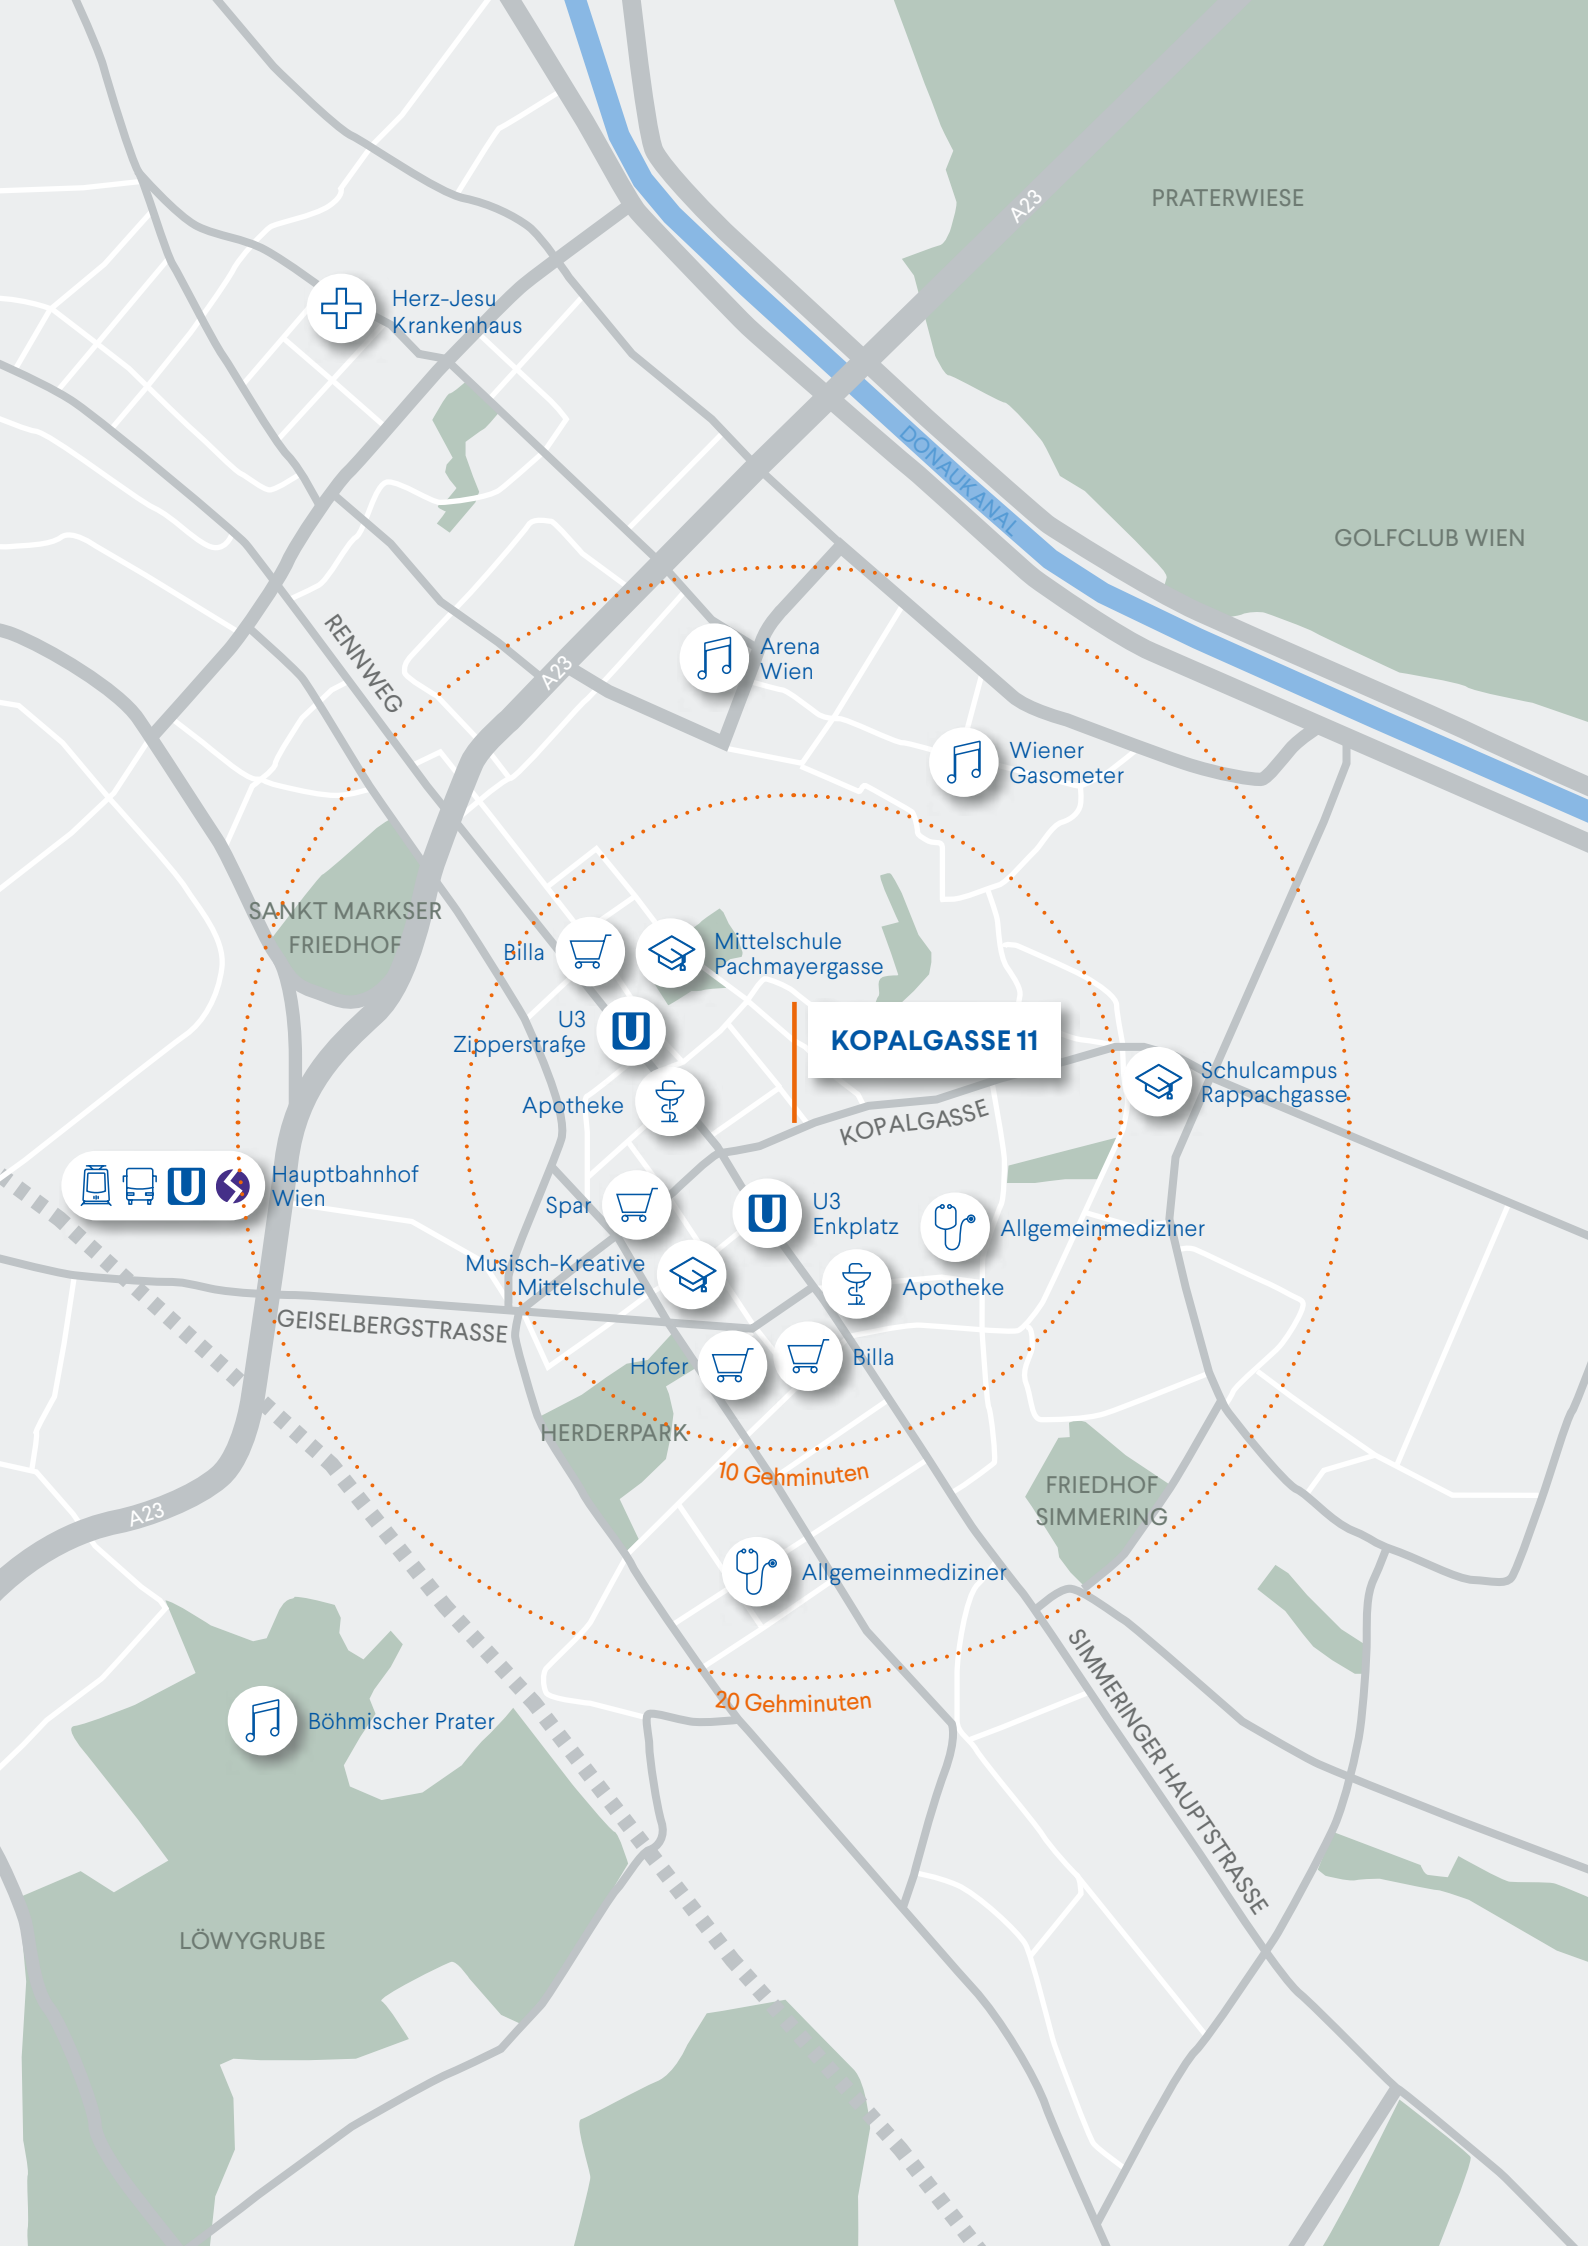 PRATERWIESE
A23
Herz-Jesu
Krankenhaus
DONAUKANAL
GOLFCLUB WIEN
RENNWEG
A23
Arena
Wien
Wiener
Gasometer
SANKT MARKSER
FRIEDHOF
Billa
Mittelschule
Pachmayergasse
U3
Zipperstraße
U
KOPALGASSE 11
Schulcampus
Rappachgasse
Apotheke
KOPALGASSE
U
Hauptbahnhof
Wien
Spar
U
U3
Enkplatz
Allgemeinmediziner
Musisch-Kreative
Mittelschule
Apotheke
GEISELBERGSTRASSE
Hofer
Billa
HERDERPARK
10 Gehminuten
FRIEDHOF
SIMMERING
A23
Allgemeinmediziner
20 Gehminuten
SIMMERINGER HAUPTSTRASSE
Böhmischer Prater
LÖWYGRUBE